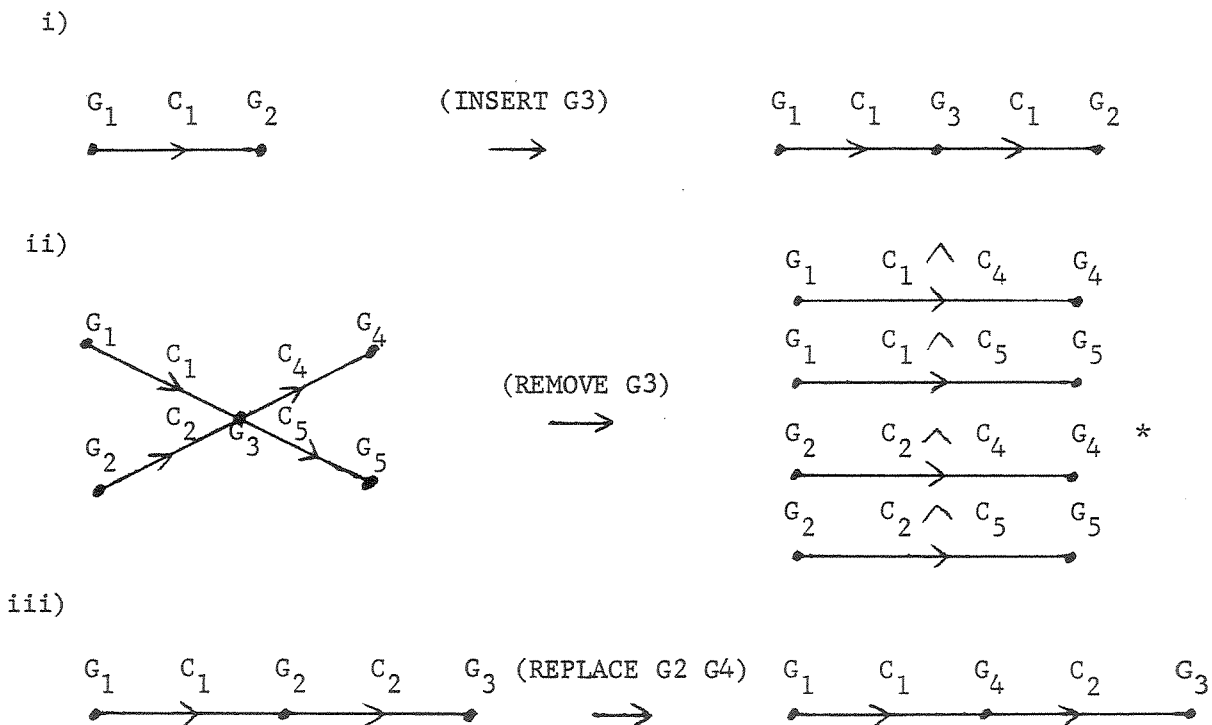 i)
G1 C1 G2 (INSERT G3) G1 C1 G3 C1 G2
ii)
G1 C1 ∧ C4 G4
G1 G4
C1 C4
G1 C1 ∧ C5 G5
(REMOVE G3)
C2 G3 C5
G2 G5
G2 C2 ∧ C4 G4 *
G2 C2 ∧ C5 G5
iii)
G1 C1 G2 C2 G3 (REPLACE G2 G4) G1 C1 G4 C2 G3